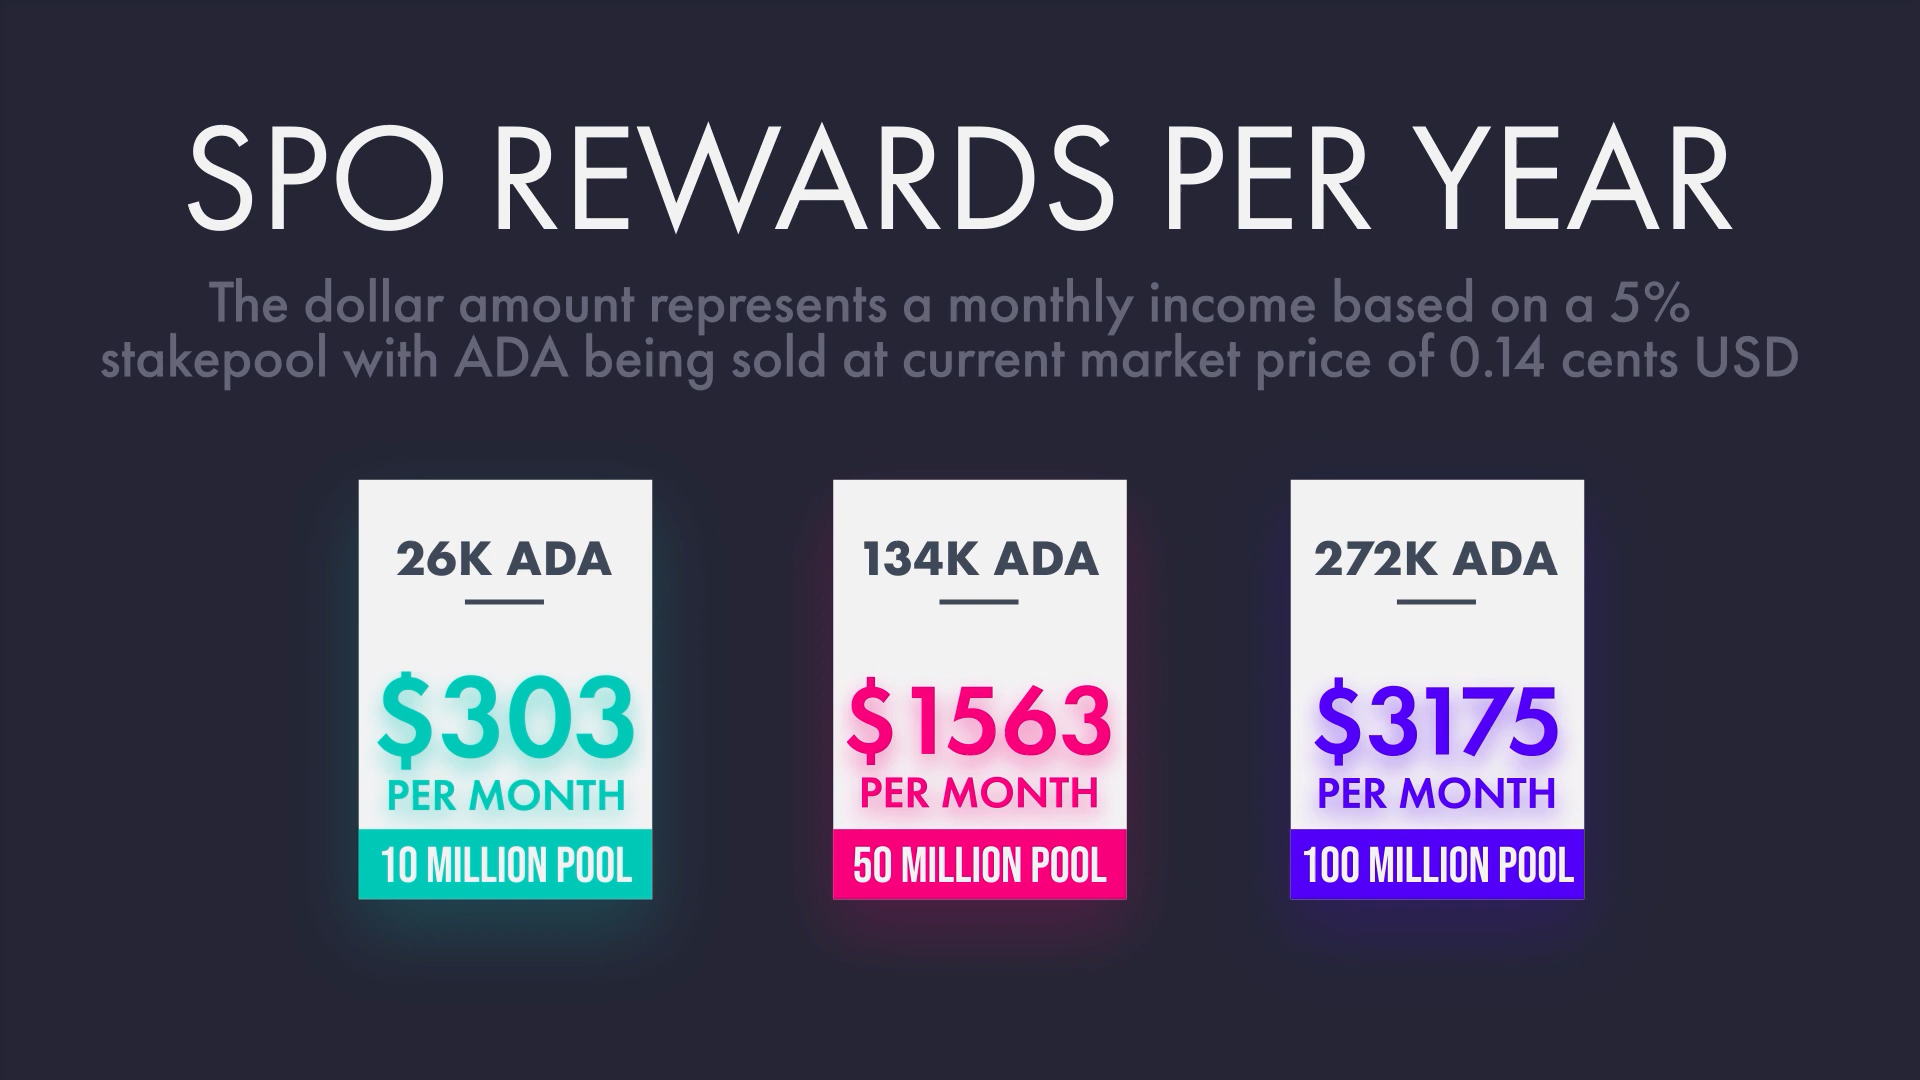 SPO REWARDS PER YEAR
The dollar amount represents a monthly income based on a 5%
stakepool with ADA being sold at current market price of 0.14 cents USD
26K ADA
$303
PER MONTH
10 MILLION POOL
134K ADA
$1563
PER MONTH
50 MILLION POOL
272K ADA
$3175
PER MONTH
100 MILLION POOL